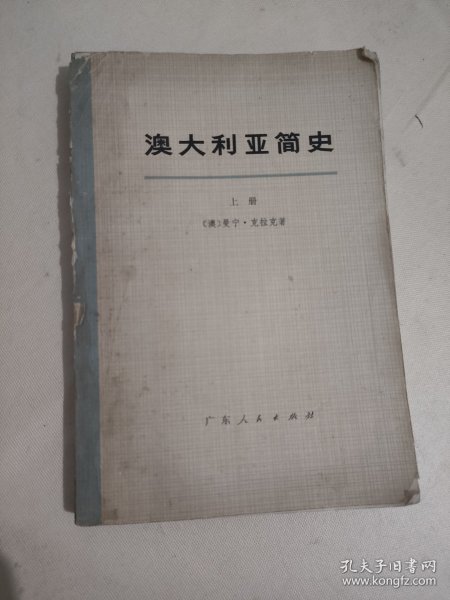 澳大利亚简史
上册
〔澳〕曼宁·克拉克著
广东人民出版社
孔夫子旧书网
www.kongfz.com